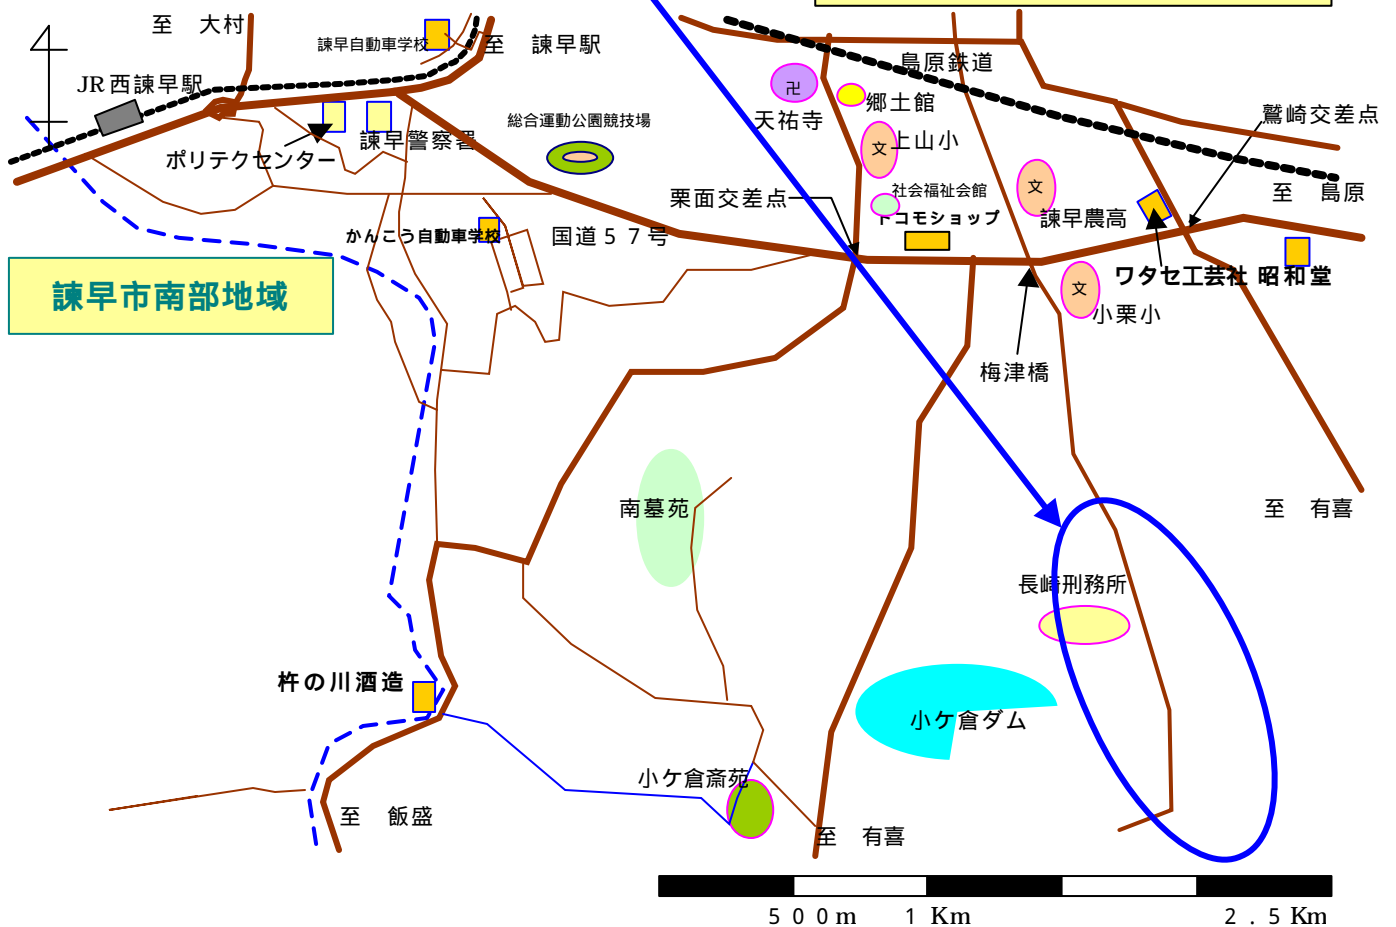 至 大村
諫早自動車学校
至 諫早駅
JR西諫早駅
ポリテクセンター
諫早警察署
総合運動公園競技場
かんこう自動車学校
国道57号
諫早市南部地域
島原鉄道
卍
天祐寺
郷土館
文
上山小
栗面交差点
社会福祉会館
ドコモショップ
文
諫早農高
鷲崎交差点
至 島原
ワタセ工芸社
昭和堂
文
小栗小
梅津橋
南墓苑
至 有喜
長崎刑務所
杵の川酒造
小ケ倉ダム
小ケ倉斎苑
至 飯盛
至 有喜
500m
1Km
2.5Km